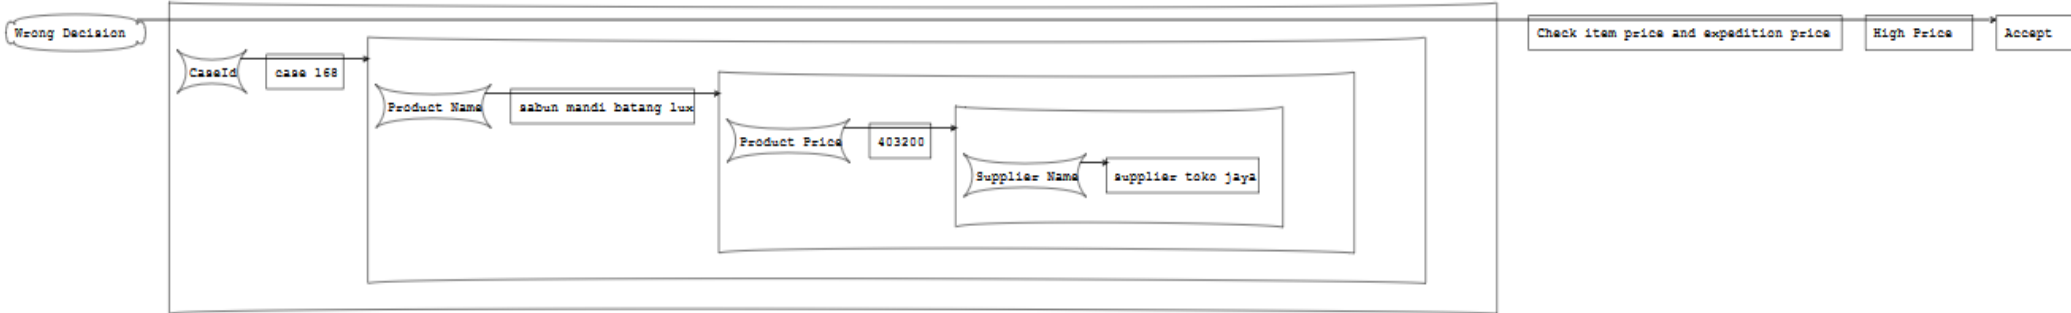 Wrong Decision
Check item price and expedition price
High Price
Accept
CaseId
case 168
Product Name
sabun mandi batang lux
Product Price
403200
Supplier Name
supplier toko jaya